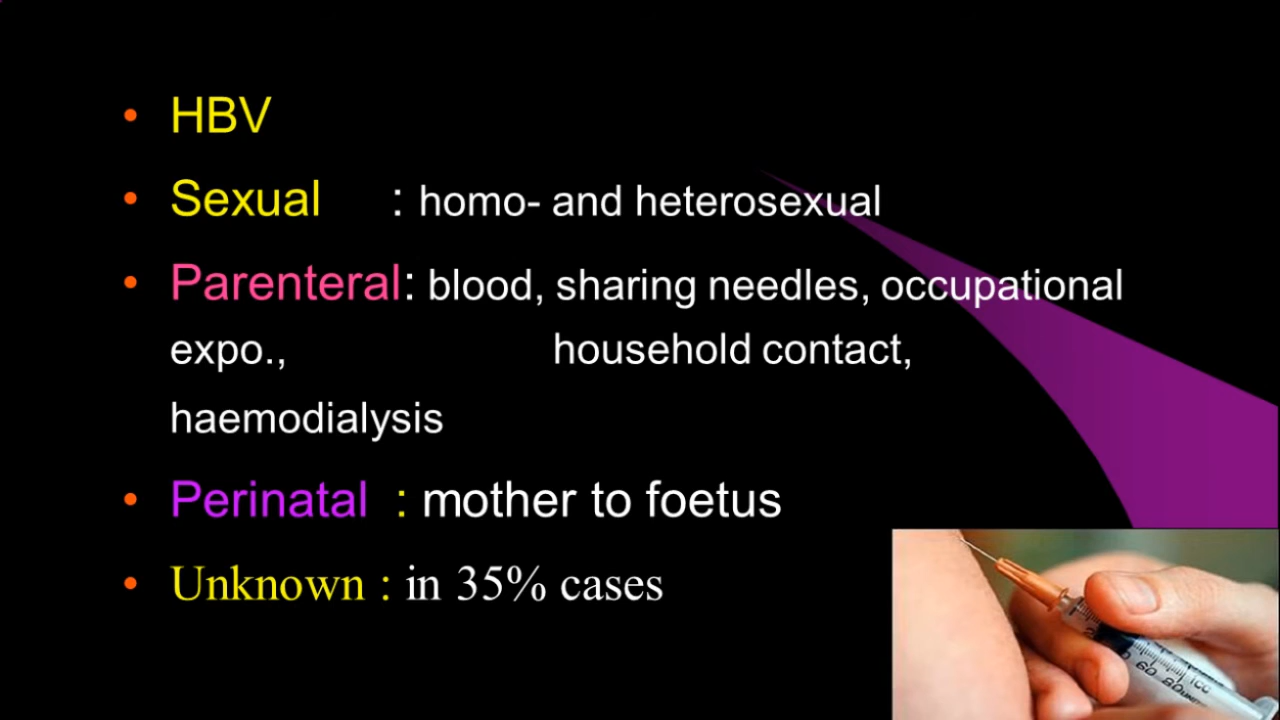 • HBV
• Sexual : homo- and heterosexual
• Parenteral: blood, sharing needles, occupational
expo., household contact,
haemodialysis
• Perinatal : mother to foetus
• Unknown : in 35% cases